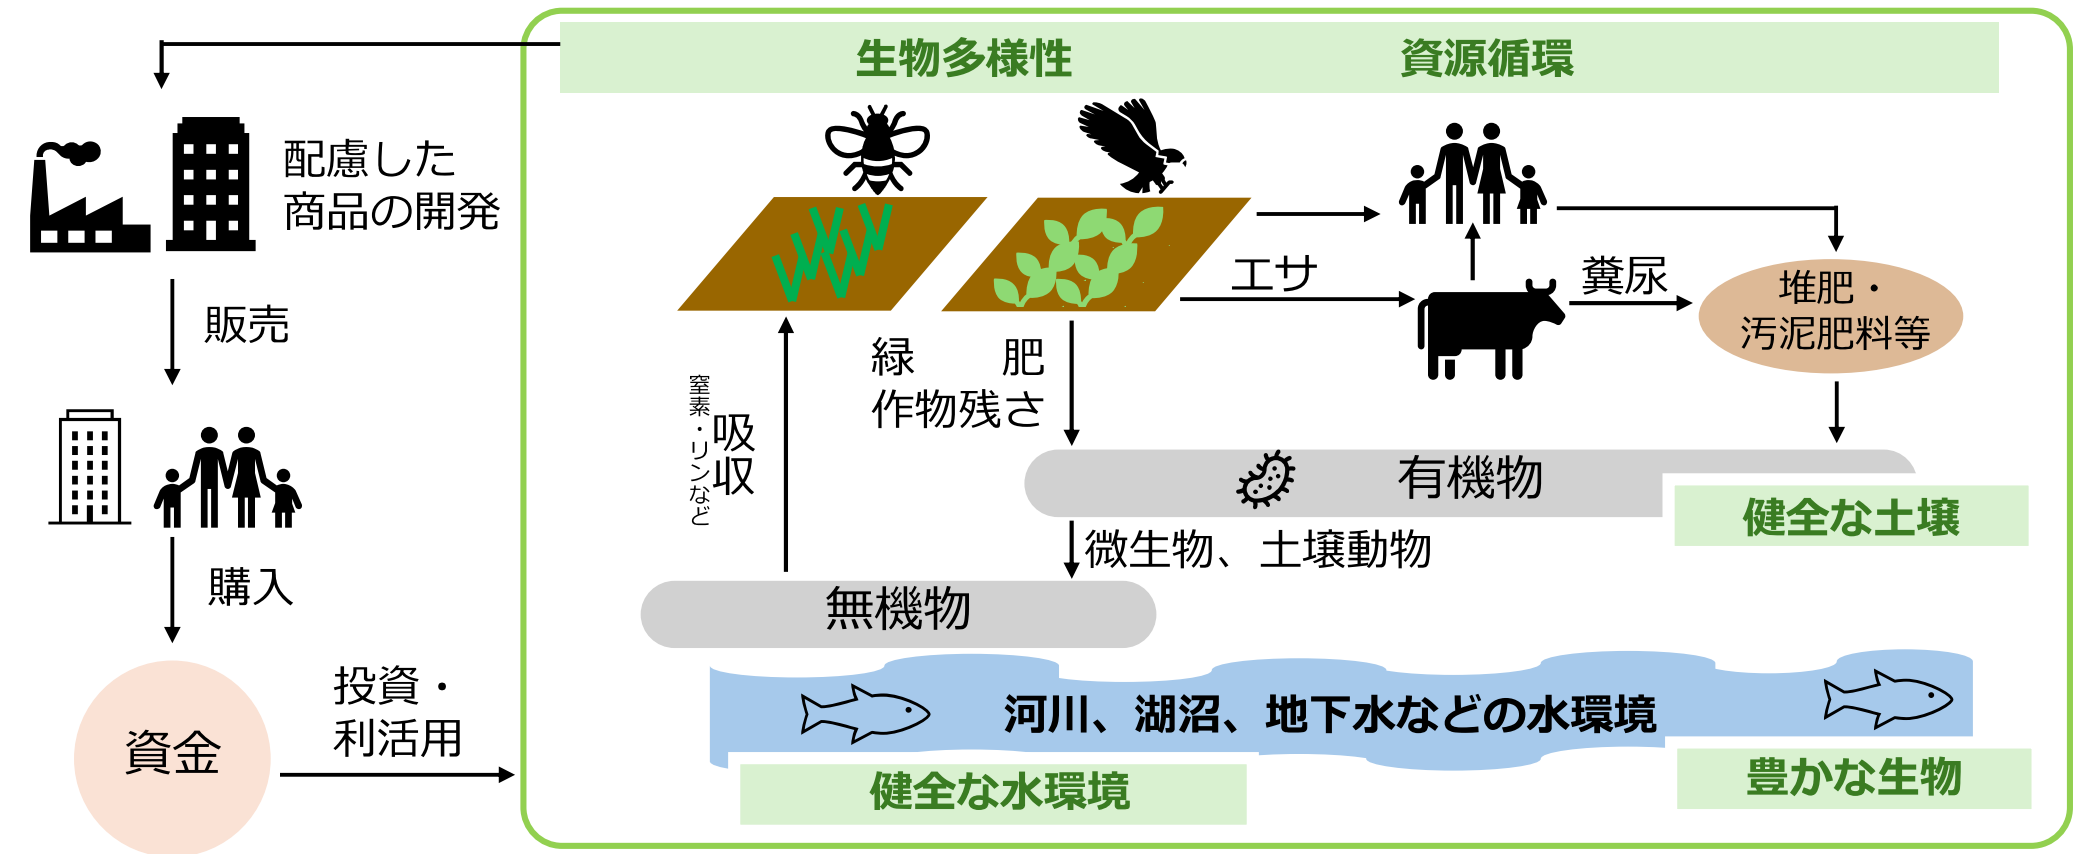 生物多様性
資源循環
配慮した
商品の開発
販売
購入
資金
投資・
利活用
エサ
糞尿
堆肥・
汚泥肥料等
緑　肥
作物残さ
窒素・リンなど
吸収
有機物
健全な土壌
微生物、土壌動物
無機物
河川、湖沼、地下水などの水環境
健全な水環境
豊かな生物